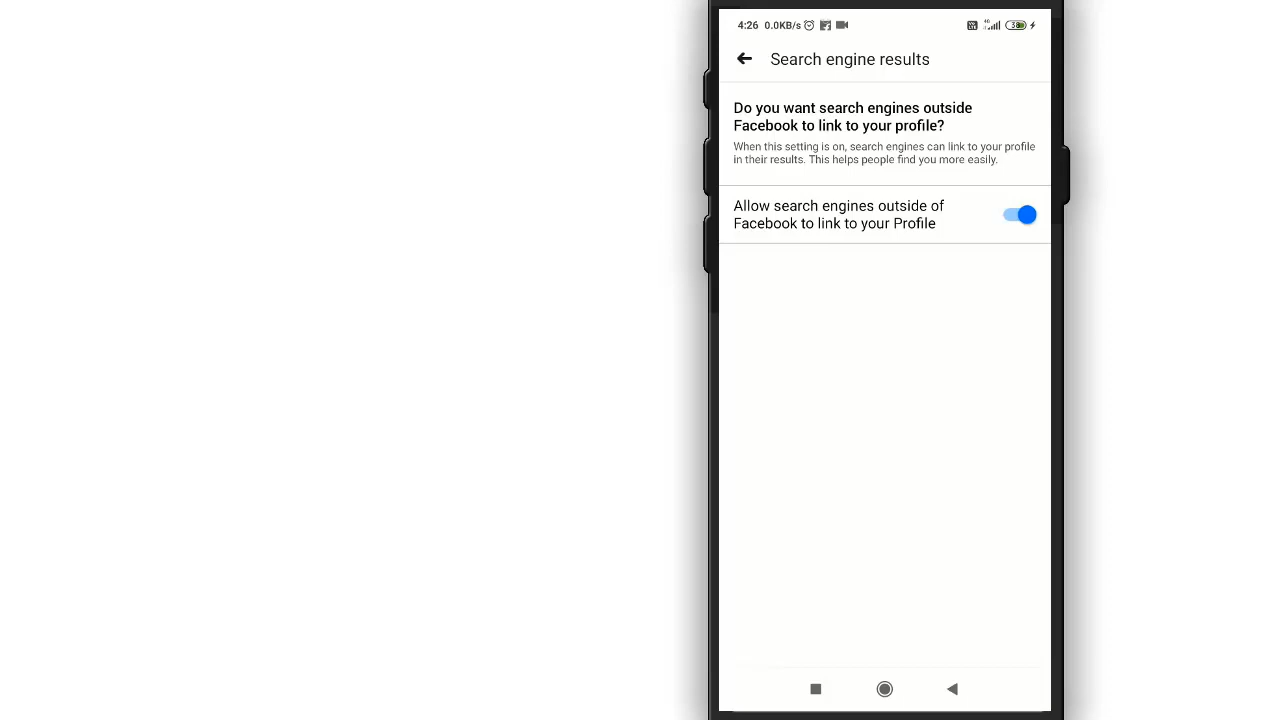 4:26 0.0KB/s
4G 38
Search engine results
Do you want search engines outside
Facebook to link to your profile?
When this setting is on, search engines can link to your profile
in their results. This helps people find you more easily.
Allow search engines outside of
Facebook to link to your Profile